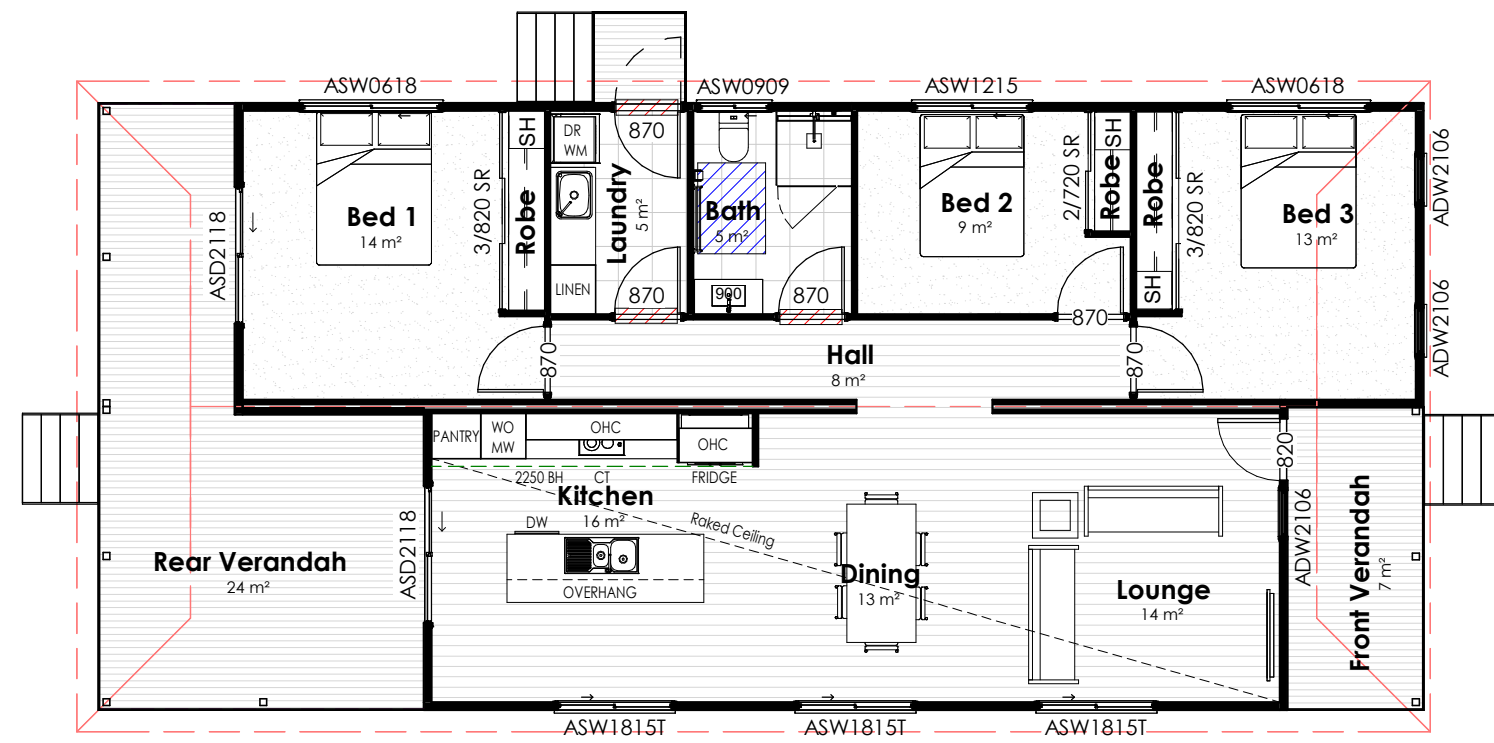 ASW0618
ASW0909
ASW1215
ASW0618
DR
WM
870
SH
SH
3/820 SR
Robe
Laundry
5 m²
Bath
5 m²
Bed 1
14 m²
Bed 2
9 m²
2/720 SR
Robe
Robe
3/820 SR
Bed 3
13 m²
ADW2106
ASD2118
LINEN
870
900
870
SH
870
ADW2106
870
Hall
8 m²
870
PANTRY
WO
MW
OHC
OHC
820
2250 BH
CT
FRIDGE
Kitchen
16 m²
Raked Ceiling
DW
OVERHANG
ASD2118
Rear Verandah
24 m²
Dining
13 m²
Lounge
14 m²
ADW2106
Front Verandah
7 m²
ASW1815T
ASW1815T
ASW1815T